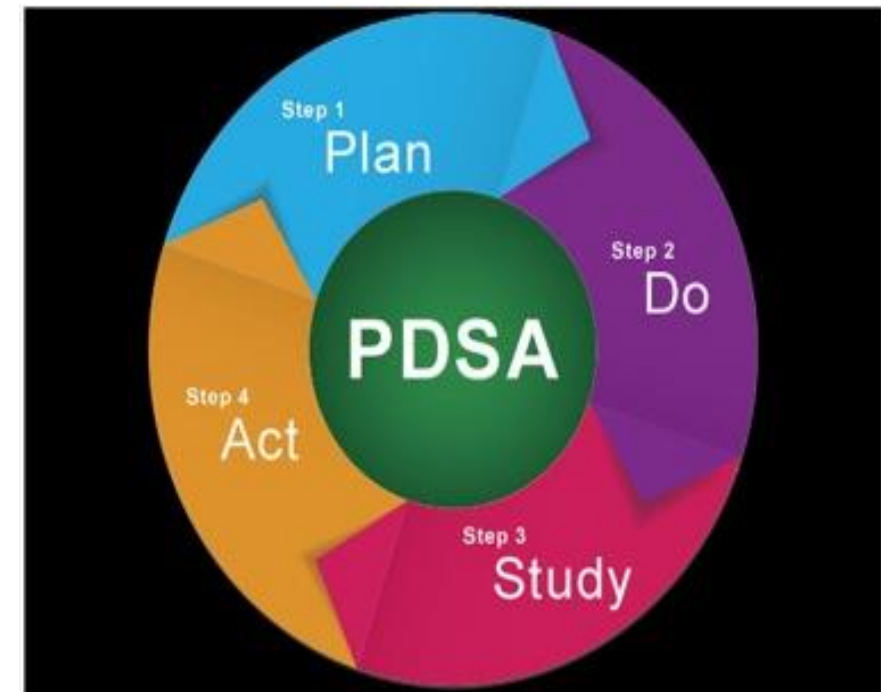 Step 1
Plan
Step 2
Do
PDSA
Step 4
Act
Step 3
Study